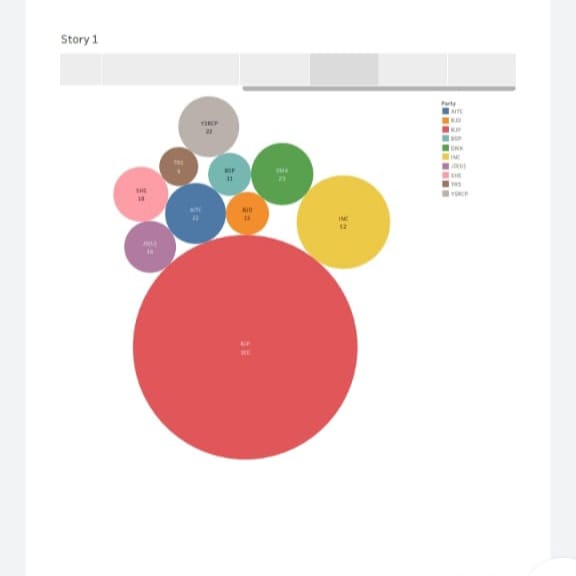 Story 1
Party
AITC
BJD
BJP
BSP
DMK
INC
JD(U)
SHS
TRS
YSRCP
YSRCP
22
TRS
9
BSP
11
DMK
23
SHS
18
AITC
22
BJD
12
INC
52
JD(U)
16
BJP